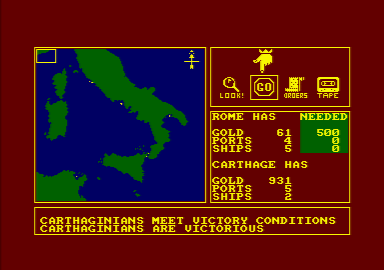 LOOK!
GO
ORDERS
TAPE
ROME HAS NEEDED
GOLD 61 500
PORTS 4 0
SHIPS 5 0
CARTHAGE HAS
GOLD 931
PORTS 5
SHIPS 2
CARTHAGINIANS MEET VICTORY CONDITIONS
CARTHAGINIANS ARE VICTORIOUS